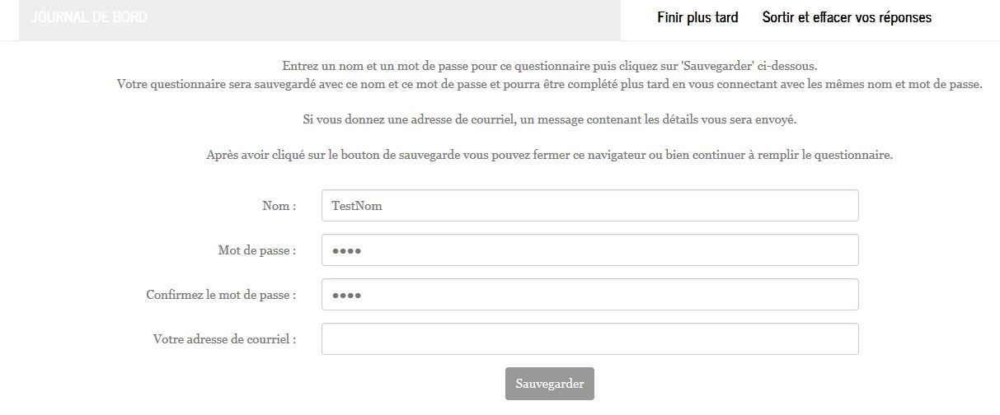 JOURNAL DE BORD
Finir plus tard
Sortir et effacer vos réponses
Entrez un nom et un mot de passe pour ce questionnaire puis cliquez sur 'Sauvegarder' ci-dessous.
Votre questionnaire sera sauvegardé avec ce nom et ce mot de passe et pourra être complété plus tard en vous connectant avec les mêmes nom et mot de passe.
Si vous donnez une adresse de courriel, un message contenant les détails vous sera envoyé.
Après avoir cliqué sur le bouton de sauvegarde vous pouvez fermer ce navigateur ou bien continuer à remplir le questionnaire.
Nom : TestNom
Mot de passe : ●●●●
Confirmez le mot de passe : ●●●●
Votre adresse de courriel :
Sauvegarder